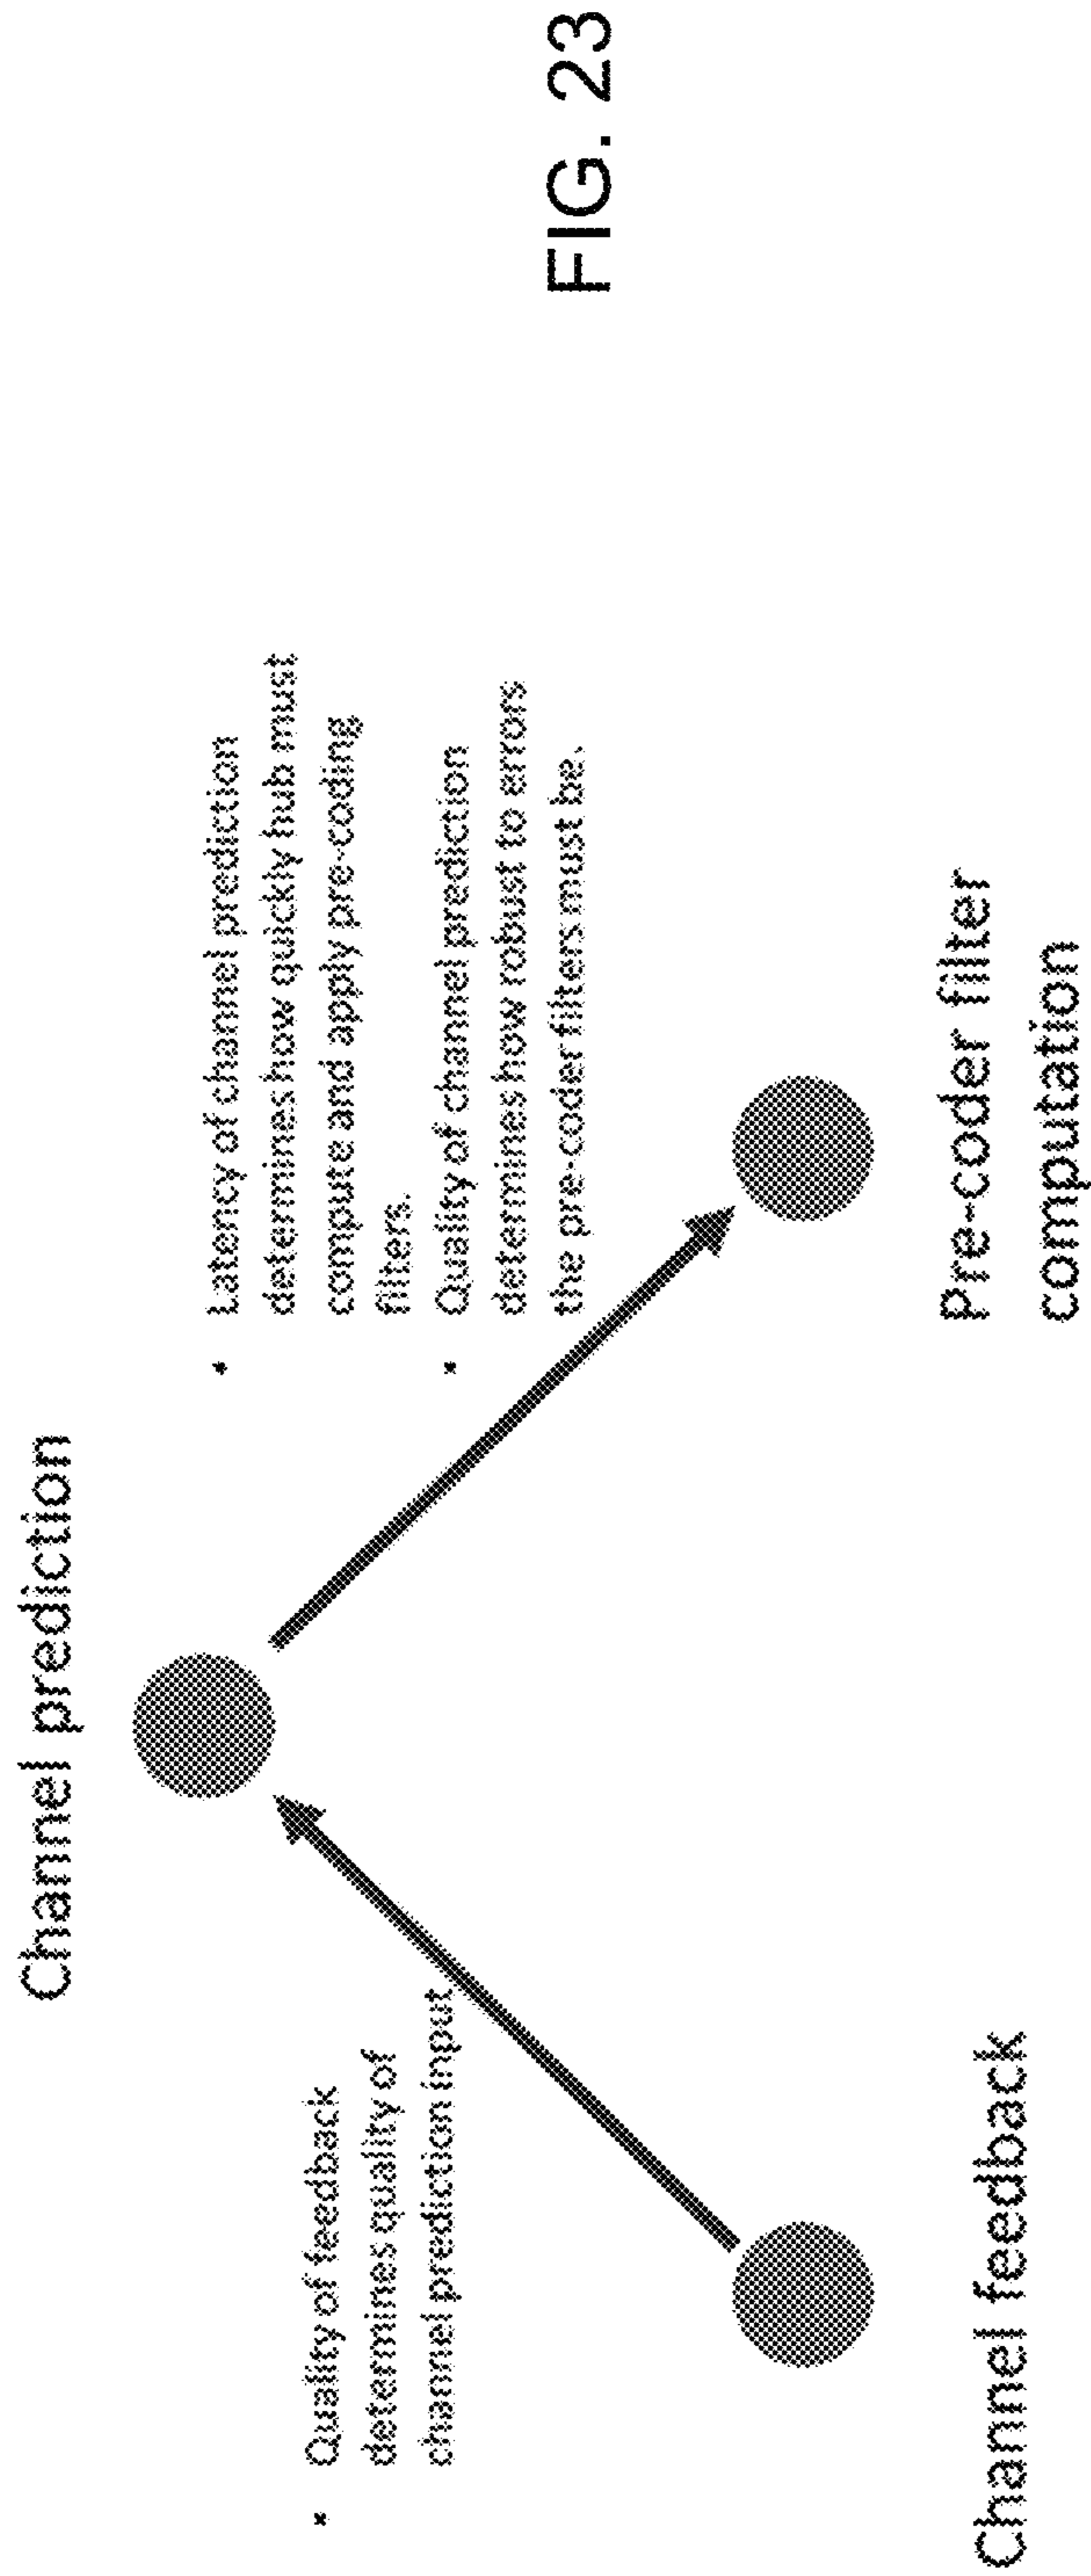 Channel prediction
• Quality of feedback
determines quality of
channel prediction input
• Latency of channel prediction
determines how quickly hub must
compute and apply pre-coding
filters.
• Quality of channel prediction
determines how robust to errors
the pre-coder filters must be.
Channel feedback
Pre-coder filter
computation
FIG. 23